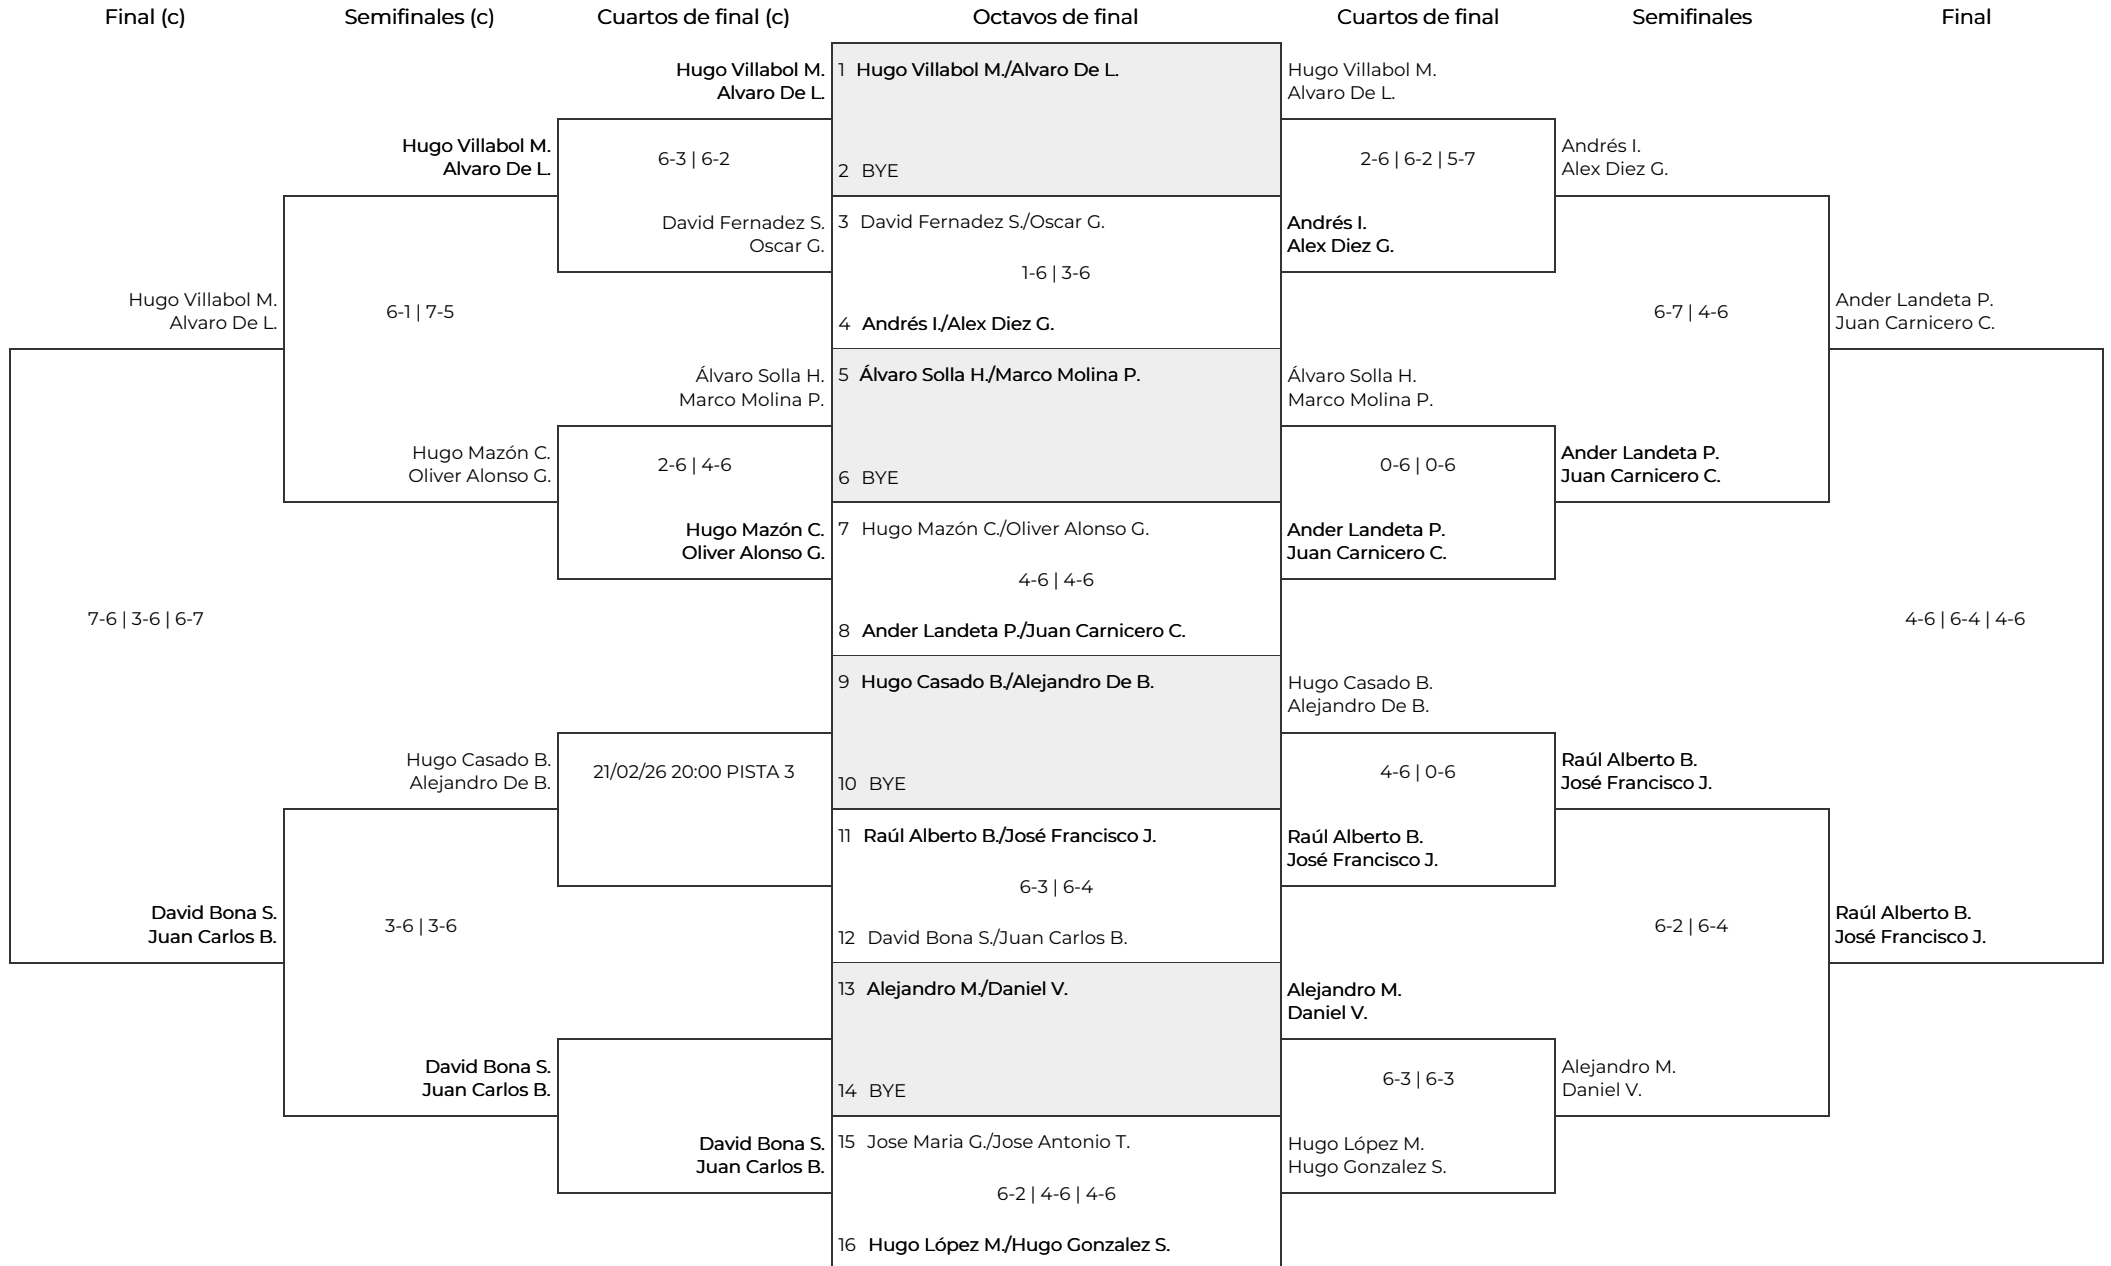 Final (c)
Semifinales (c)
Cuartos de final (c)
Octavos de final
Cuartos de final
Semifinales
Final
Hugo Villabol M.
Alvaro De L.
6-3 | 6-2
David Fernadez S.
Oscar G.
Hugo Villabol M.
Alvaro De L.
6-1 | 7-5
Hugo Mazón C.
Oliver Alonso G.
Álvaro Solla H.
Marco Molina P.
2-6 | 4-6
Hugo Mazón C.
Oliver Alonso G.
Hugo Villabol M.
Alvaro De L.
7-6 | 3-6 | 6-7
David Bona S.
Juan Carlos B.
Hugo Casado B.
Alejandro De B.
21/02/26 20:00 PISTA 3
3-6 | 3-6
David Bona S.
Juan Carlos B.
David Bona S.
Juan Carlos B.
1 Hugo Villabol M./Alvaro De L.
2 BYE
3 David Fernadez S./Oscar G.
1-6 | 3-6
4 Andrés I./Alex Diez G.
5 Álvaro Solla H./Marco Molina P.
6 BYE
7 Hugo Mazón C./Oliver Alonso G.
4-6 | 4-6
8 Ander Landeta P./Juan Carnicero C.
9 Hugo Casado B./Alejandro De B.
10 BYE
11 Raúl Alberto B./José Francisco J.
6-3 | 6-4
12 David Bona S./Juan Carlos B.
13 Alejandro M./Daniel V.
14 BYE
15 Jose Maria G./Jose Antonio T.
6-2 | 4-6 | 4-6
16 Hugo López M./Hugo Gonzalez S.
Hugo Villabol M.
Alvaro De L.
2-6 | 6-2 | 5-7
Andrés I.
Alex Diez G.
Álvaro Solla H.
Marco Molina P.
0-6 | 0-6
Ander Landeta P.
Juan Carnicero C.
Hugo Casado B.
Alejandro De B.
4-6 | 0-6
Raúl Alberto B.
José Francisco J.
Alejandro M.
Daniel V.
6-3 | 6-3
Hugo López M.
Hugo Gonzalez S.
Andrés I.
Alex Diez G.
6-7 | 4-6
Ander Landeta P.
Juan Carnicero C.
Raúl Alberto B.
José Francisco J.
6-2 | 6-4
Alejandro M.
Daniel V.
Ander Landeta P.
Juan Carnicero C.
4-6 | 6-4 | 4-6
Raúl Alberto B.
José Francisco J.